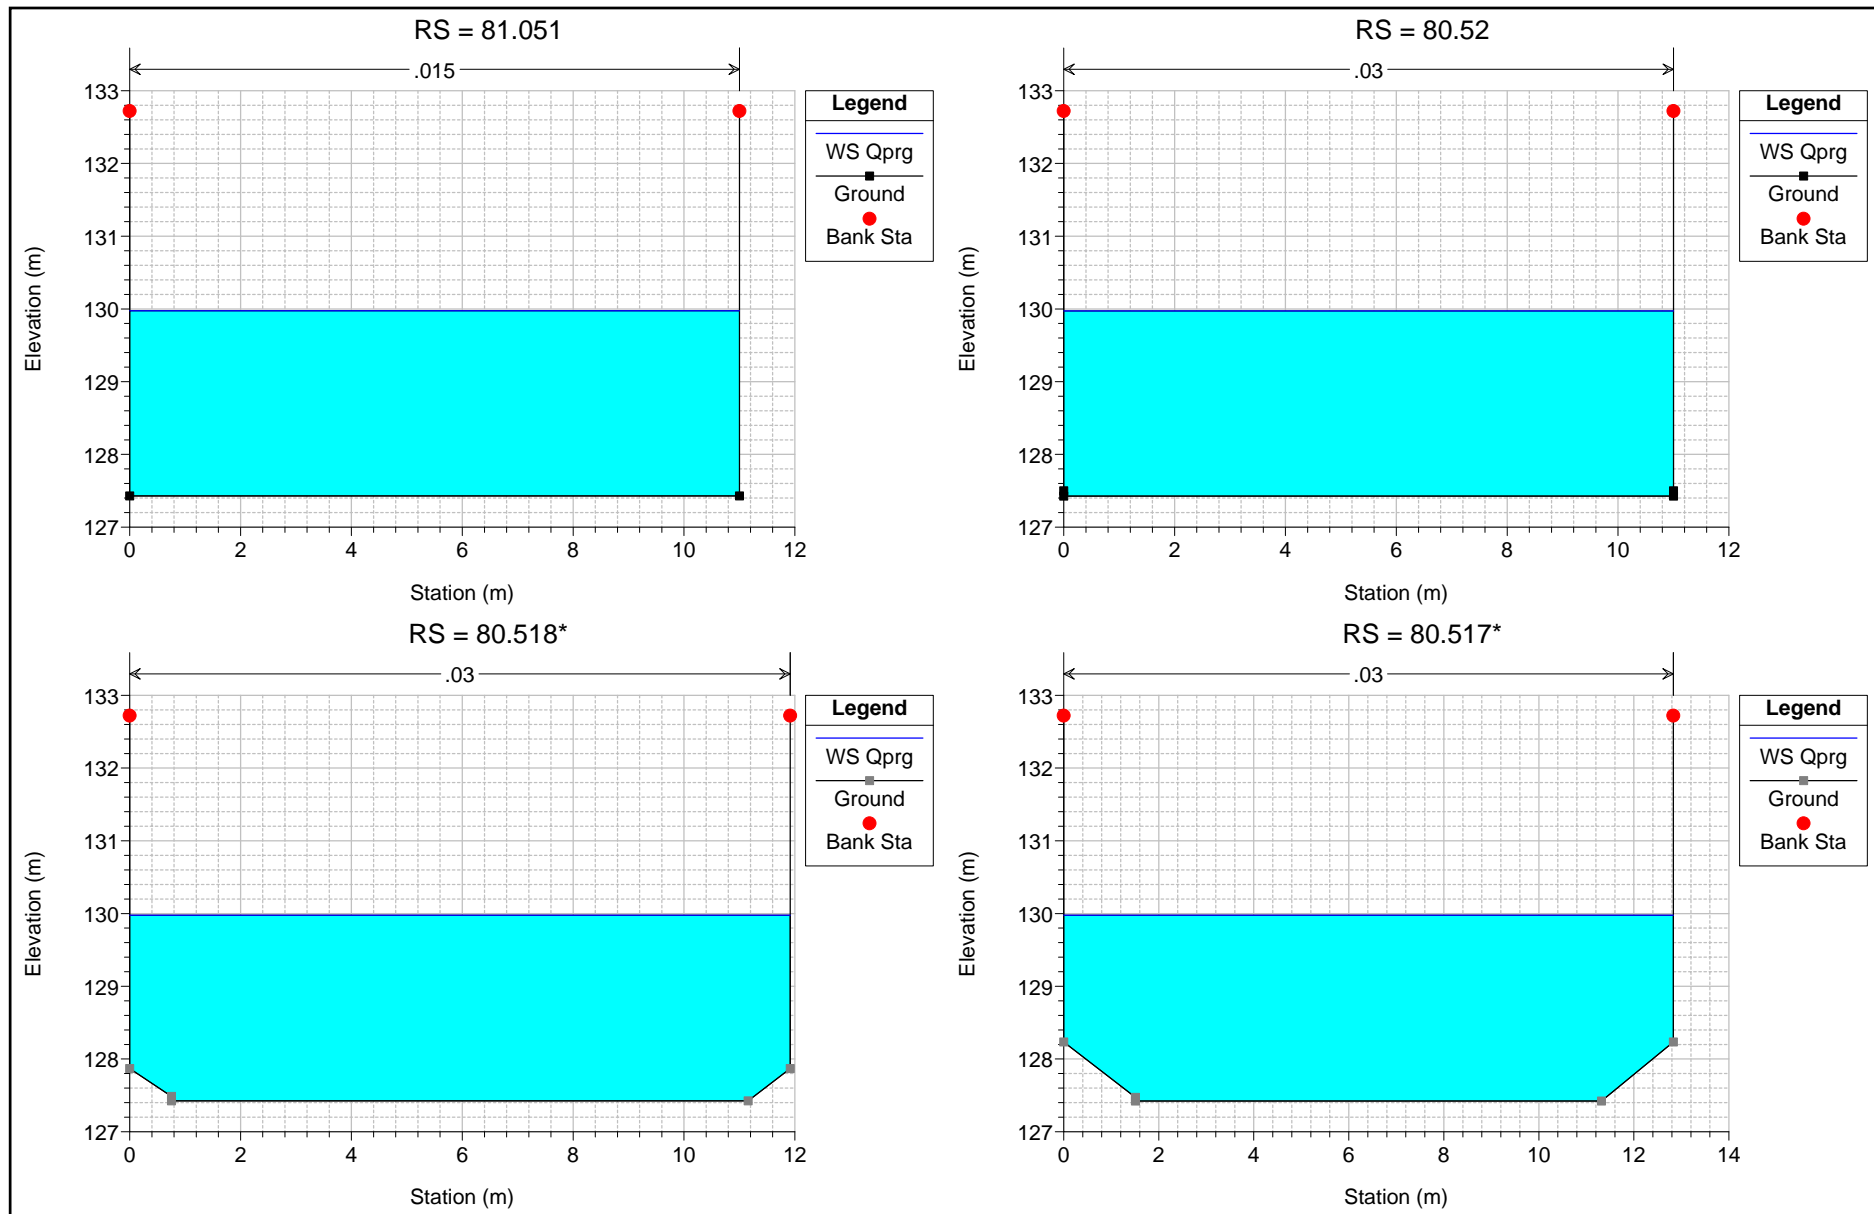 RS = 81.051
.015
133
132
131
130
129
128
127
0 2 4 6 8 10 12
Station (m)
Elevation (m)
Legend
WS Qprg
Ground
Bank Sta
RS = 80.52
.03
133
132
131
130
129
128
127
0 2 4 6 8 10 12
Station (m)
Elevation (m)
Legend
WS Qprg
Ground
Bank Sta
RS = 80.518*
.03
133
132
131
130
129
128
127
0 2 4 6 8 10 12
Station (m)
Elevation (m)
Legend
WS Qprg
Ground
Bank Sta
RS = 80.517*
.03
133
132
131
130
129
128
127
0 2 4 6 8 10 12 14
Station (m)
Elevation (m)
Legend
WS Qprg
Ground
Bank Sta